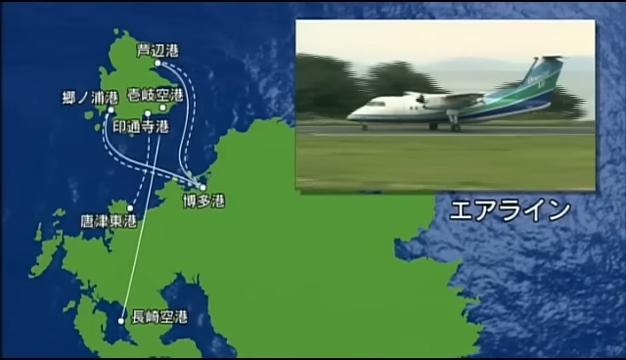 芦辺港
郷ノ浦港
壱岐空港
印通寺港
博多港
エアライン
唐津東港
長崎空港